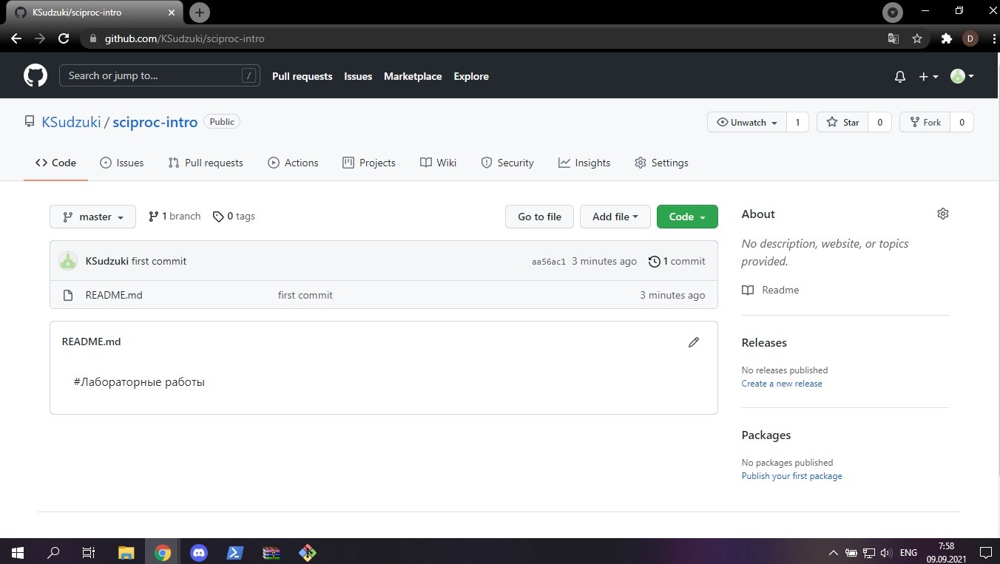 KSudzuki/sciproc-intro
github.com/KSudzuki/sciproc-intro
D
Search or jump to... /
Pull requests Issues Marketplace Explore
KSudzuki / sciproc-intro Public
Unwatch 1 Star 0 Fork 0
Code Issues Pull requests Actions Projects Wiki Security Insights Settings
master 1 branch 0 tags Go to file Add file Code
KSudzuki first commit aa56ac1 3 minutes ago 1 commit
README.md first commit 3 minutes ago
README.md
#Лабораторные работы
About
No description, website, or topics
provided.
Readme
Releases
No releases published
Create a new release
Packages
No packages published
Publish your first package
ENG
7:58
09.09.2021